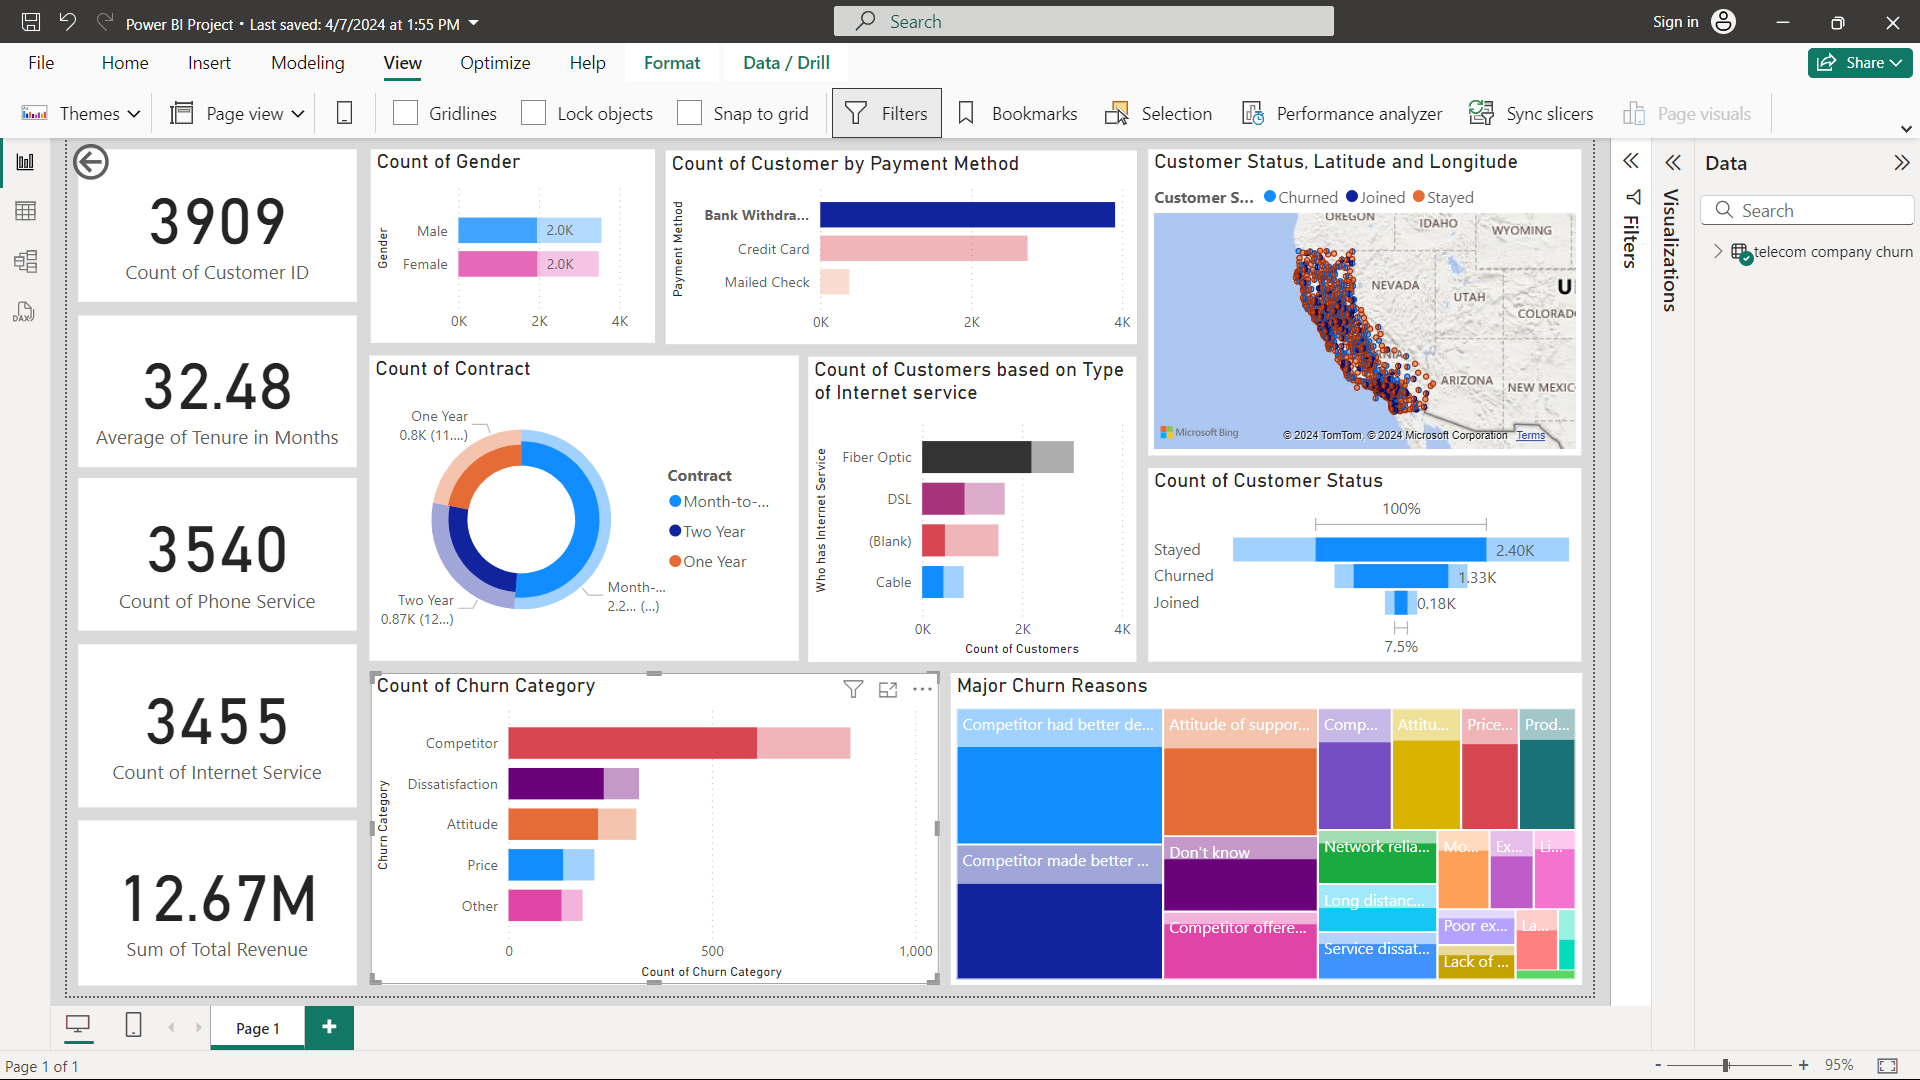 Power BI Project • Last saved: 4/7/2024 at 1:55 PM
Search
Sign in
File
Home
Insert
Modeling
View
Optimize
Help
Format
Data / Drill
Share
Themes
Page view
Gridlines
Lock objects
Snap to grid
Filters
Bookmarks
Selection
Performance analyzer
Sync slicers
Page visuals
DAX
3909
Count of Customer ID
32.48
Average of Tenure in Months
3540
Count of Phone Service
3455
Count of Internet Service
12.67M
Sum of Total Revenue
Count of Gender
Gender
Male
2.0K
Female
2.0K
0K
2K
4K
Count of Customer by Payment Method
Payment Method
Bank Withdra...
Credit Card
Mailed Check
0K
2K
4K
Customer Status, Latitude and Longitude
Customer S...
Churned
Joined
Stayed
OREGON
IDAHO
WYOMING
NEVADA
UTAH
COLORAD
ARIZONA
NEW MEXIC
Microsoft Bing
© 2024 TomTom, © 2024 Microsoft Corporation
Terms
Count of Contract
One Year
0.8K (11....)
Two Year
0.87K (12...)
Month-...
2.2... (...)
Contract
Month-to-...
Two Year
One Year
Count of Customers based on Type
of Internet service
Who has Internet Service
Fiber Optic
DSL
(Blank)
Cable
0K
2K
4K
Count of Customers
Count of Customer Status
100%
Stayed
2.40K
Churned
1.33K
Joined
0.18K
7.5%
Count of Churn Category
Churn Category
Competitor
Dissatisfaction
Attitude
Price
Other
0
500
1,000
Count of Churn Category
Major Churn Reasons
Competitor had better de...
Competitor made better ...
Attitude of suppor...
Don't know
Competitor offere...
Comp...
Attitu...
Price...
Prod...
Network relia...
Long distanc...
Service dissat...
Mo...
Ex...
Li...
Poor ex...
Lack of ...
La...
Filters
Visualizations
Data
Search
telecom company churn
Page 1
Page 1 of 1
- + 95%